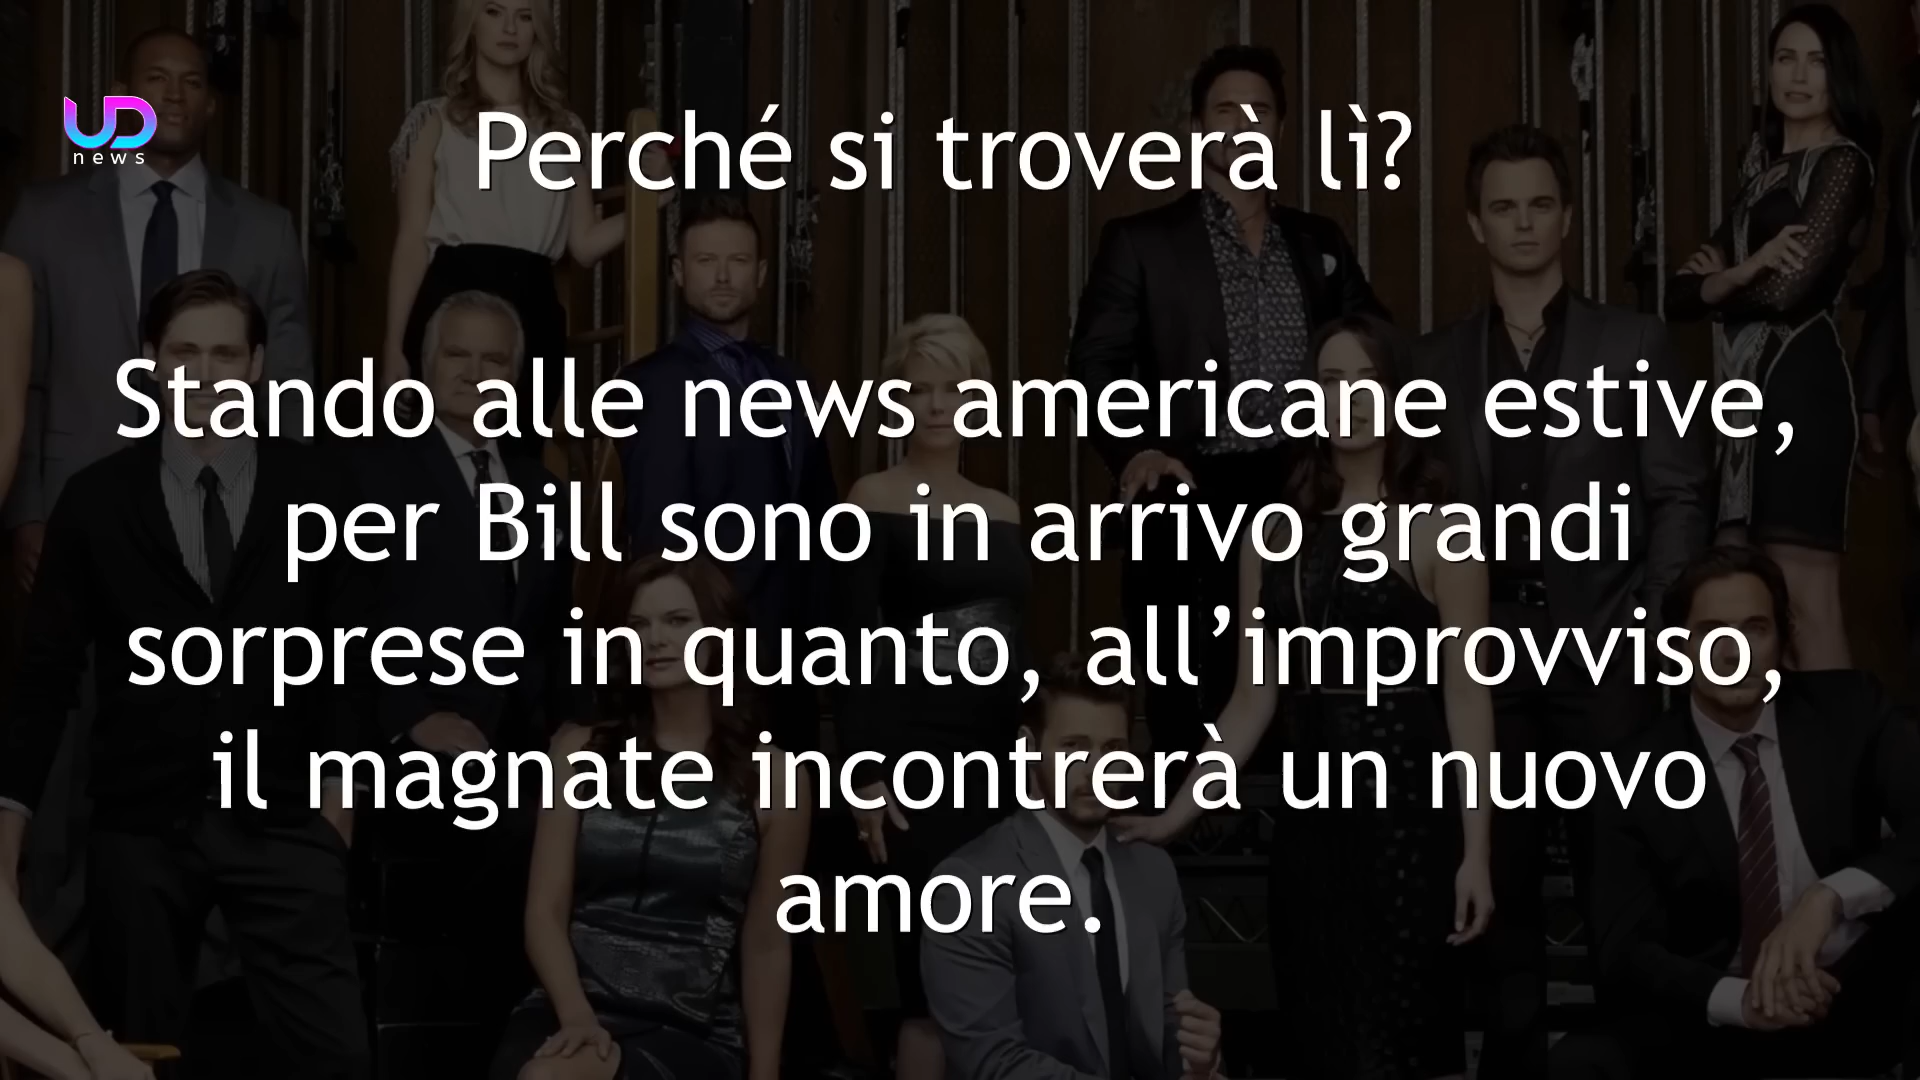 UD
news
Perché si troverà lì?
Stando alle news americane estive,
per Bill sono in arrivo grandi
sorprese in quanto, all’improvviso,
il magnate incontrerà un nuovo
amore.